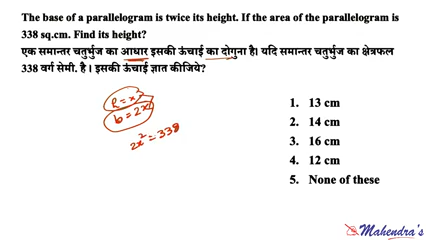 The base of a parallelogram is twice its height. If the area of the parallelogram is
338 sq.cm. Find its height?
एक समान्तर चतुर्भुज का आधार इसकी ऊंचाई का दोगुना है। यदि समान्तर चतुर्भुज का क्षेत्रफल
338 वर्ग सेमी. है। इसकी ऊंचाई ज्ञात कीजिये?
b = 2x
2x² = 338
1. 13 cm
2. 14 cm
3. 16 cm
4. 12 cm
5. None of these
Mahendra's